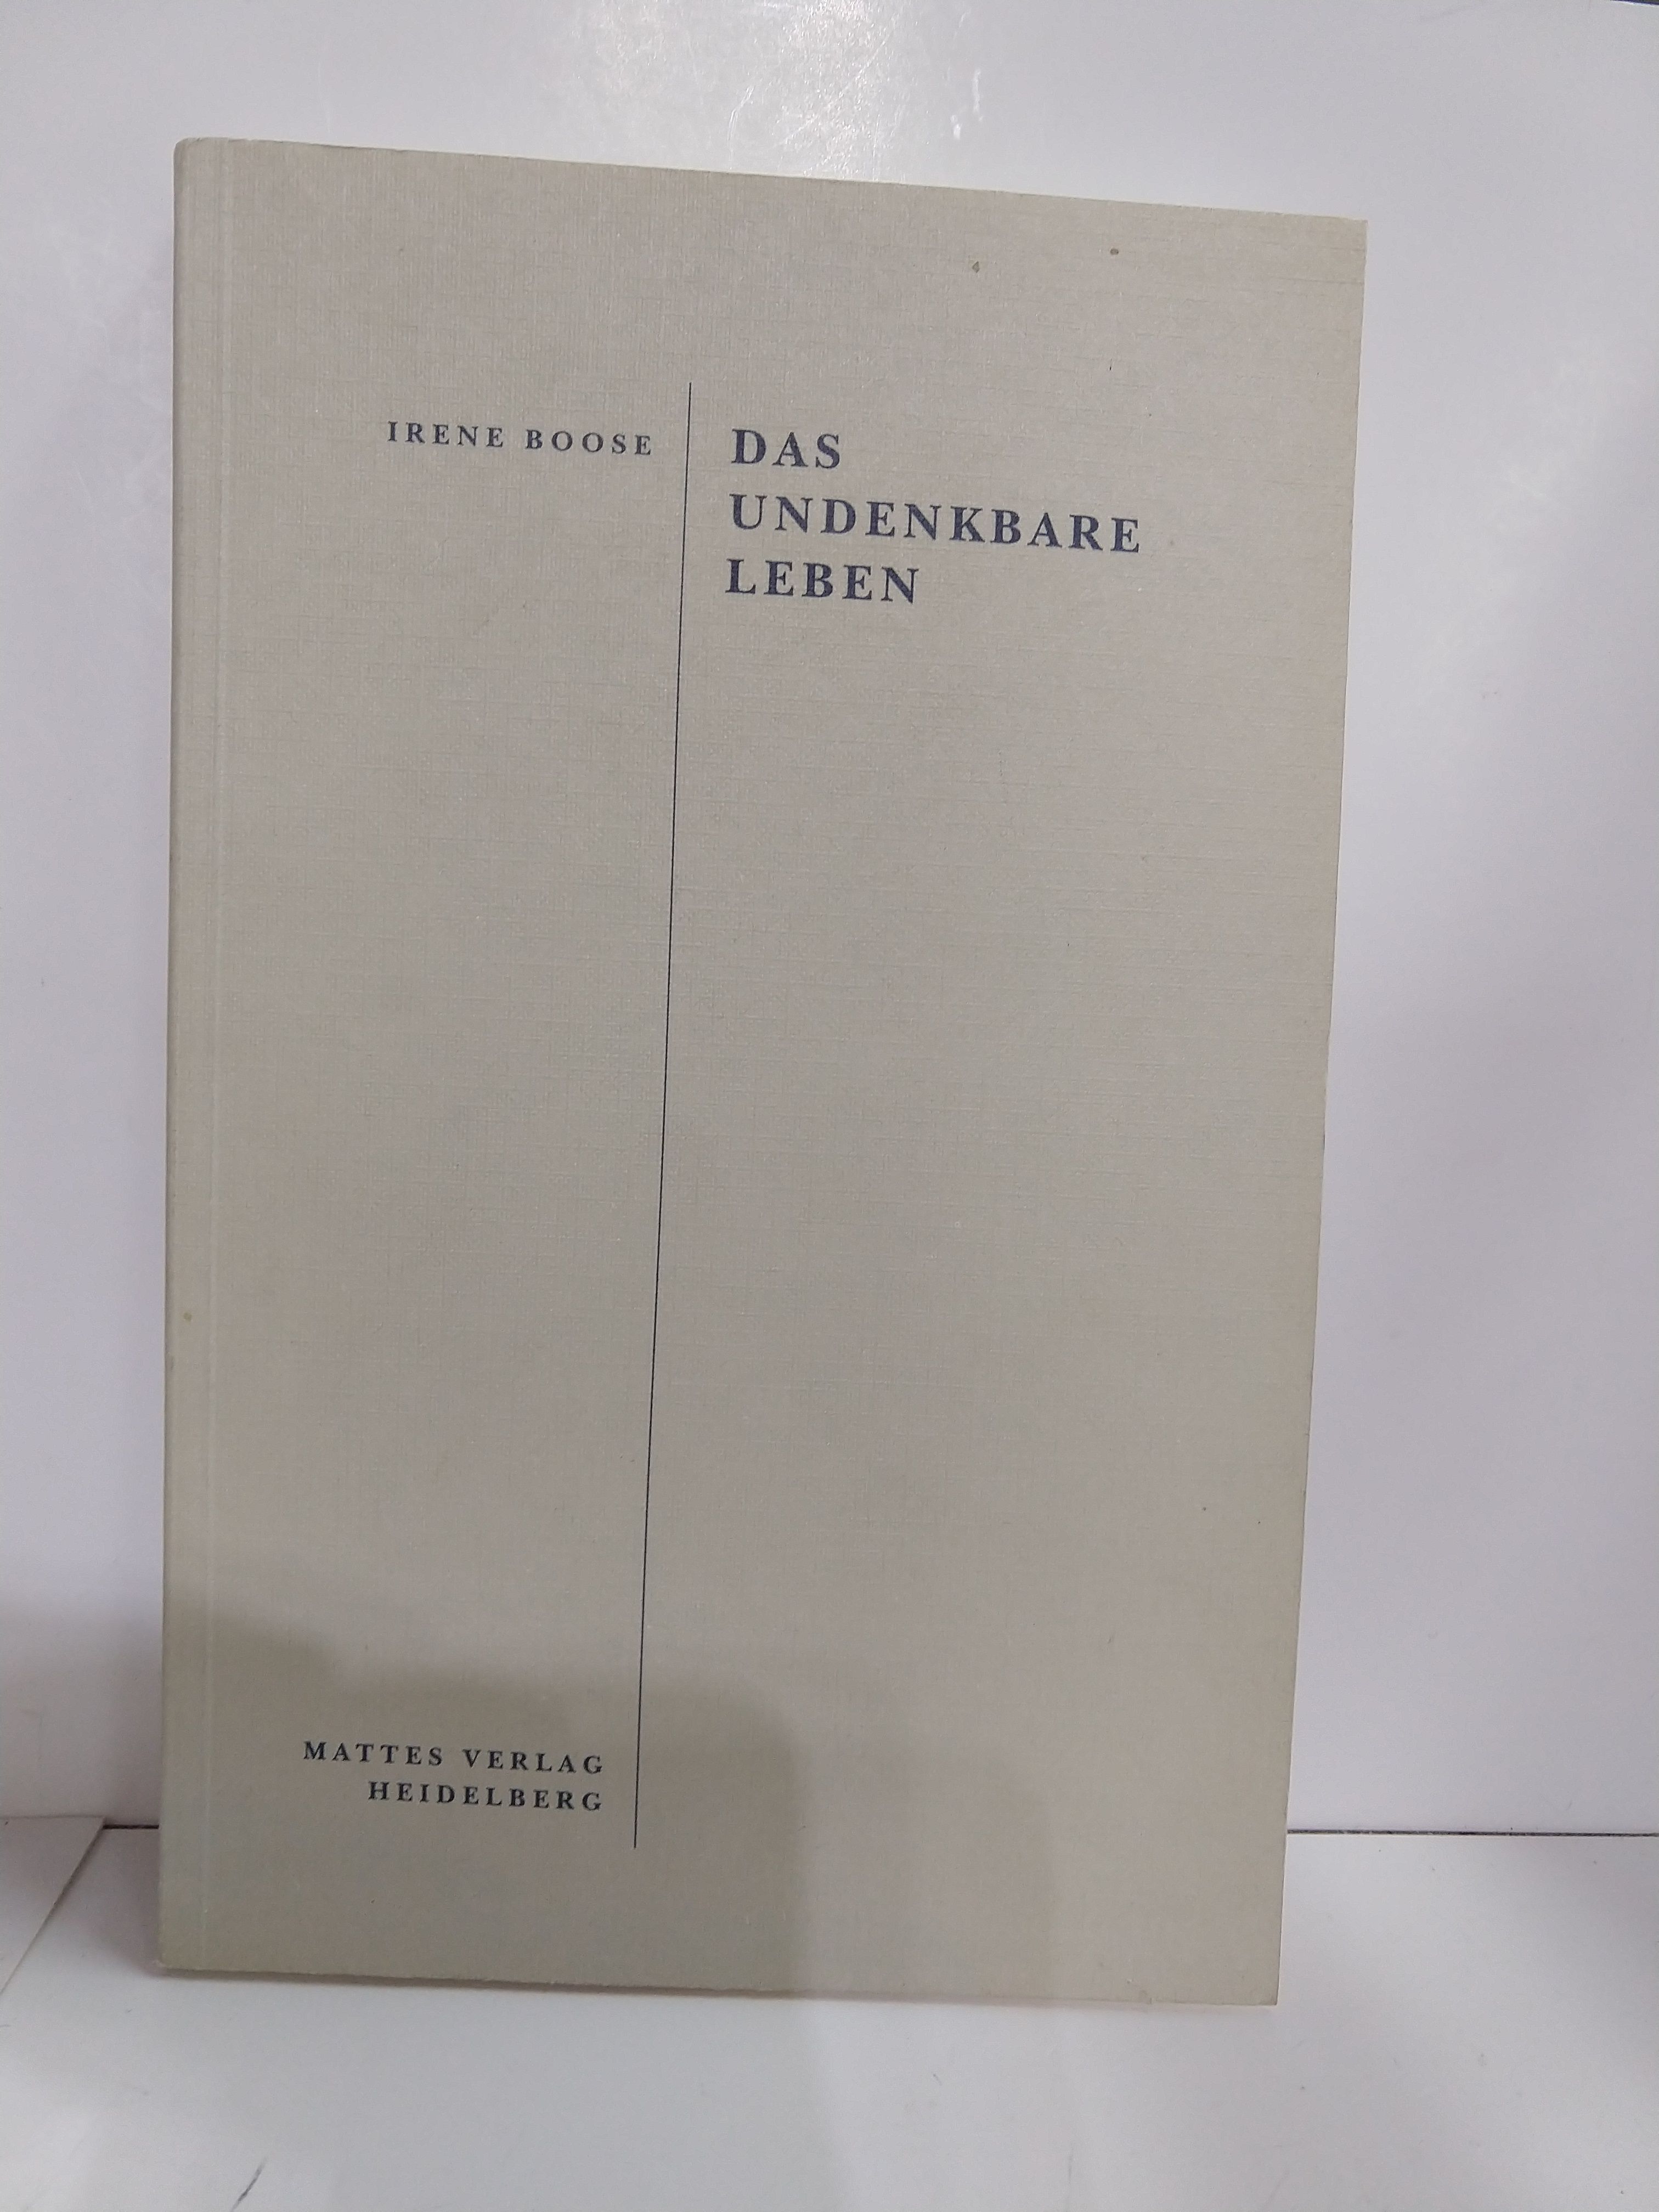 IRENE BOOSE
DAS
UNDENKBARE
LEBEN
MATTES VERLAG
HEIDELBERG